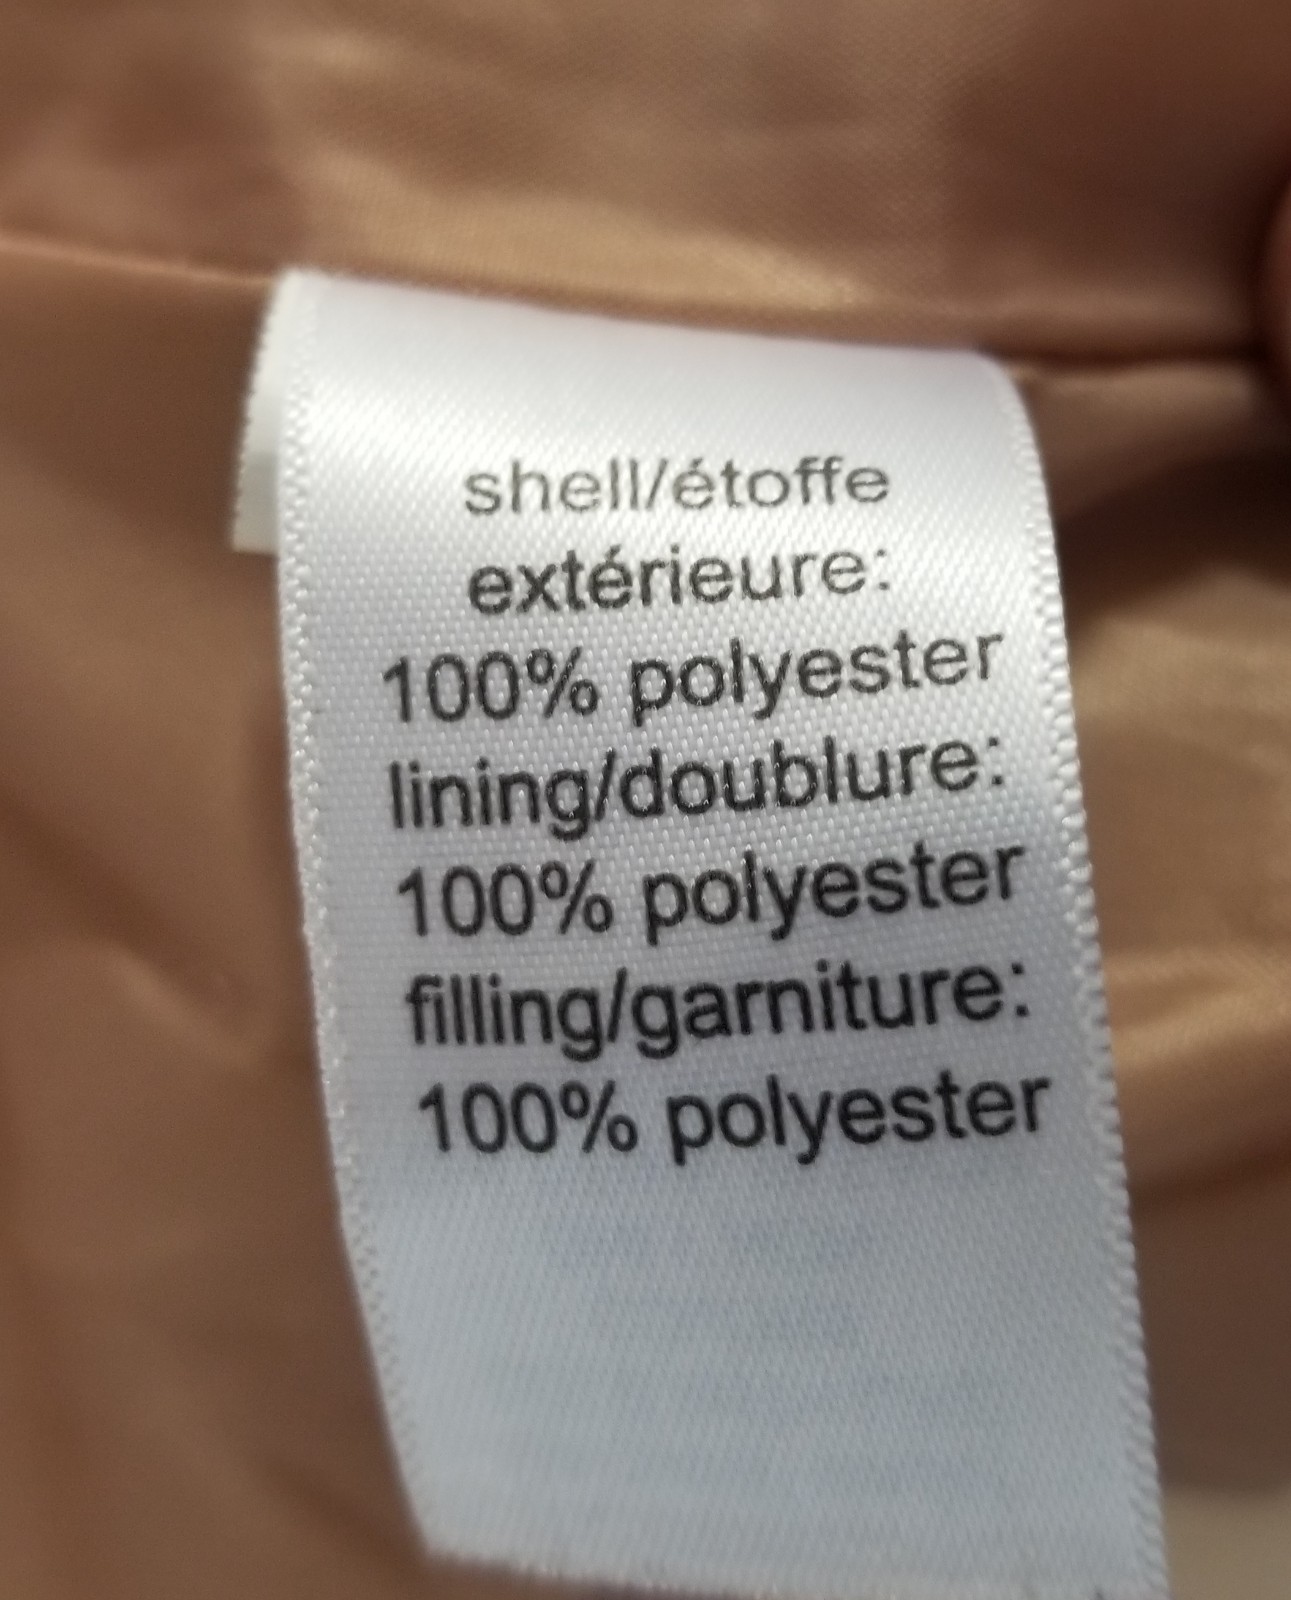 shell/étoffe
extérieure:
100% polyester
lining/doublure:
100% polyester
filling/garniture:
100% polyester